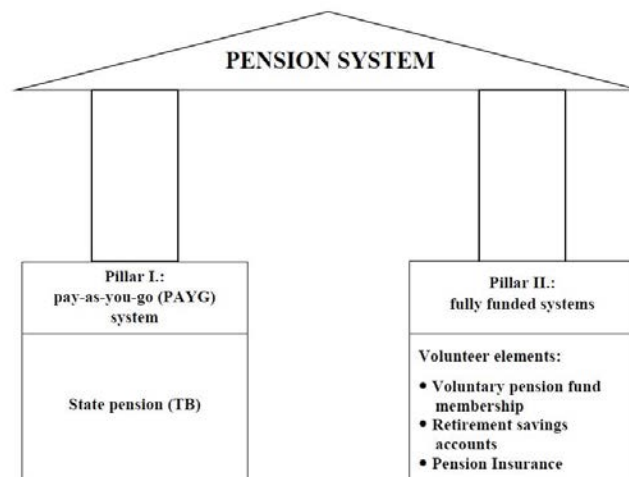 PENSION SYSTEM
Pillar I.:
pay-as-you-go (PAYG)
system
State pension (TB)
Pillar II.:
fully funded systems
Volunteer elements:
• Voluntary pension fund
membership
• Retirement savings
accounts
• Pension Insurance